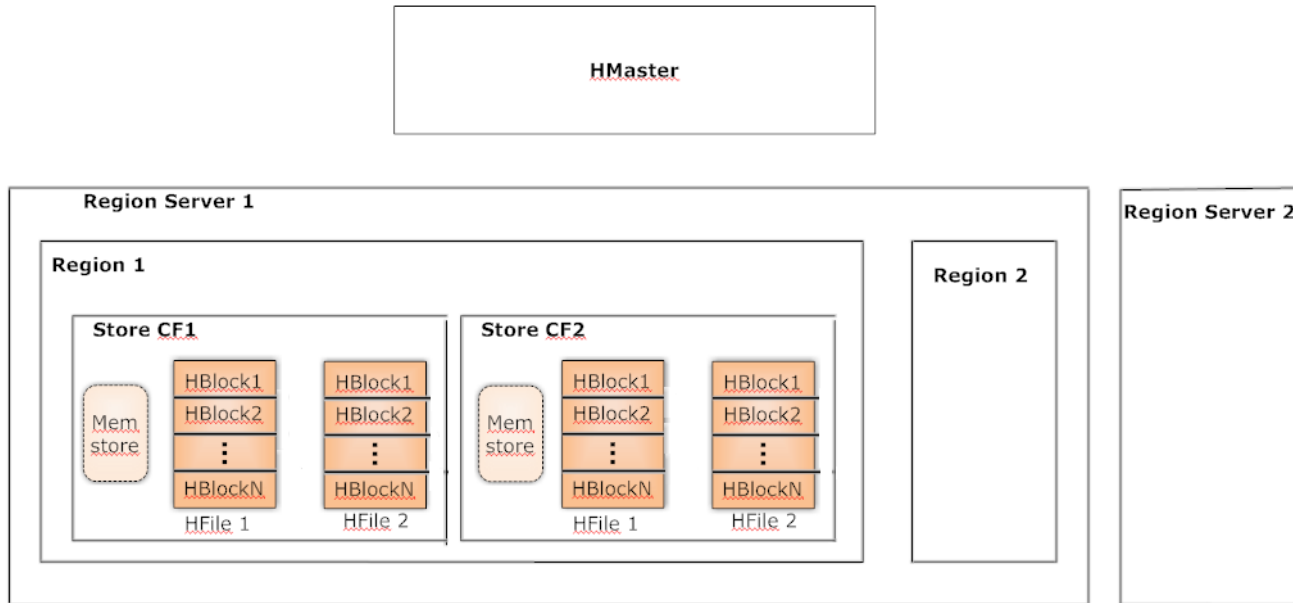 HMaster
Region Server 1
Region Server 2
Region 1
Region 2
Store CF1
Store CF2
Mem
store
HBlock1
HBlock2
⋮
HBlockN
HFile 1
HBlock1
HBlock2
⋮
HBlockN
HFile 2
Mem
store
HBlock1
HBlock2
⋮
HBlockN
HFile 1
HBlock1
HBlock2
⋮
HBlockN
HFile 2